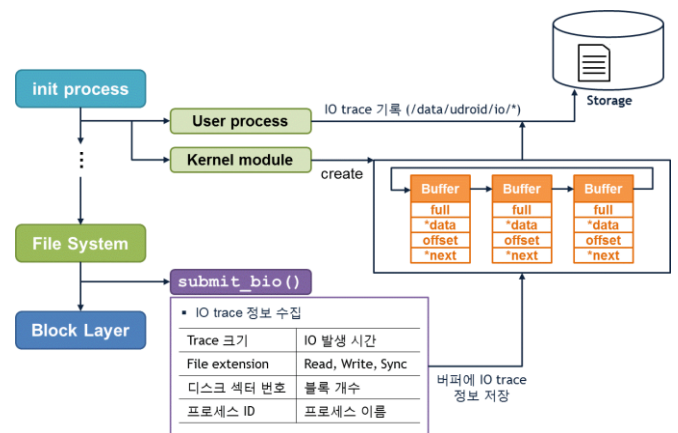 init process
User process
Kernel module
IO trace 기록 (/data/udroid/io/*)
Storage
create
Buffer
full
*data
offset
*next
Buffer
full
*data
offset
*next
Buffer
full
*data
offset
*next
⋮
File System
submit_bio()
Block Layer
▪ IO trace 정보 수집
Trace 크기 IO 발생 시간
File extension Read, Write, Sync
디스크 섹터 번호 블록 개수
프로세스 ID 프로세스 이름
버퍼에 IO trace
정보 저장